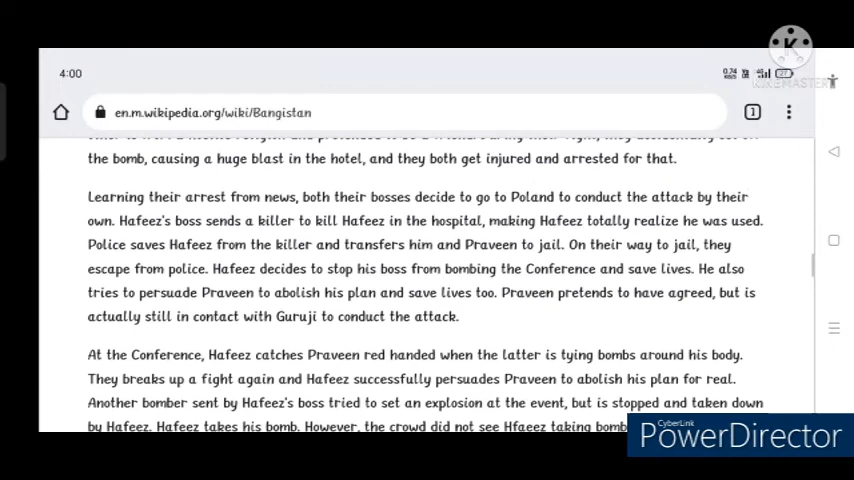 4:00
0.74
KB/S
4G
27
KINEMASTER
en.m.wikipedia.org/wiki/Bangistan
1
the bomb, causing a huge blast in the hotel, and they both get injured and arrested for that.
Learning their arrest from news, both their bosses decide to go to Poland to conduct the attack by their
own. Hafeez's boss sends a killer to kill Hafeez in the hospital, making Hafeez totally realize he was used.
Police saves Hafeez from the killer and transfers him and Praveen to jail. On their way to jail, they
escape from police. Hafeez decides to stop his boss from bombing the Conference and save lives. He also
tries to persuade Praveen to abolish his plan and save lives too. Praveen pretends to have agreed, but is
actually still in contact with Guruji to conduct the attack.
At the Conference, Hafeez catches Praveen red handed when the latter is tying bombs around his body.
They breaks up a fight again and Hafeez successfully persuades Praveen to abolish his plan for real.
Another bomber sent by Hafeez's boss tried to set an explosion at the event, but is stopped and taken down
by Hafeez. Hafeez takes his bomb. However, the crowd did not see Hfaeez taking bomb
CyberLink
PowerDirector